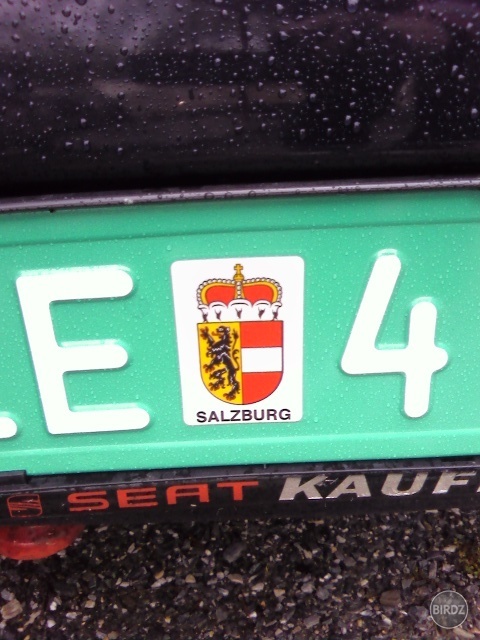 E 4
SALZBURG
SEAT KAUF
BIRDZ